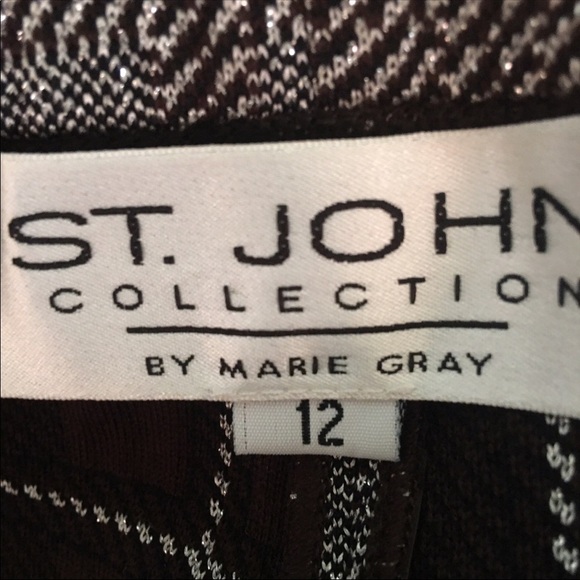 ST. JOHN
COLLECTION
BY MARIE GRAY
12